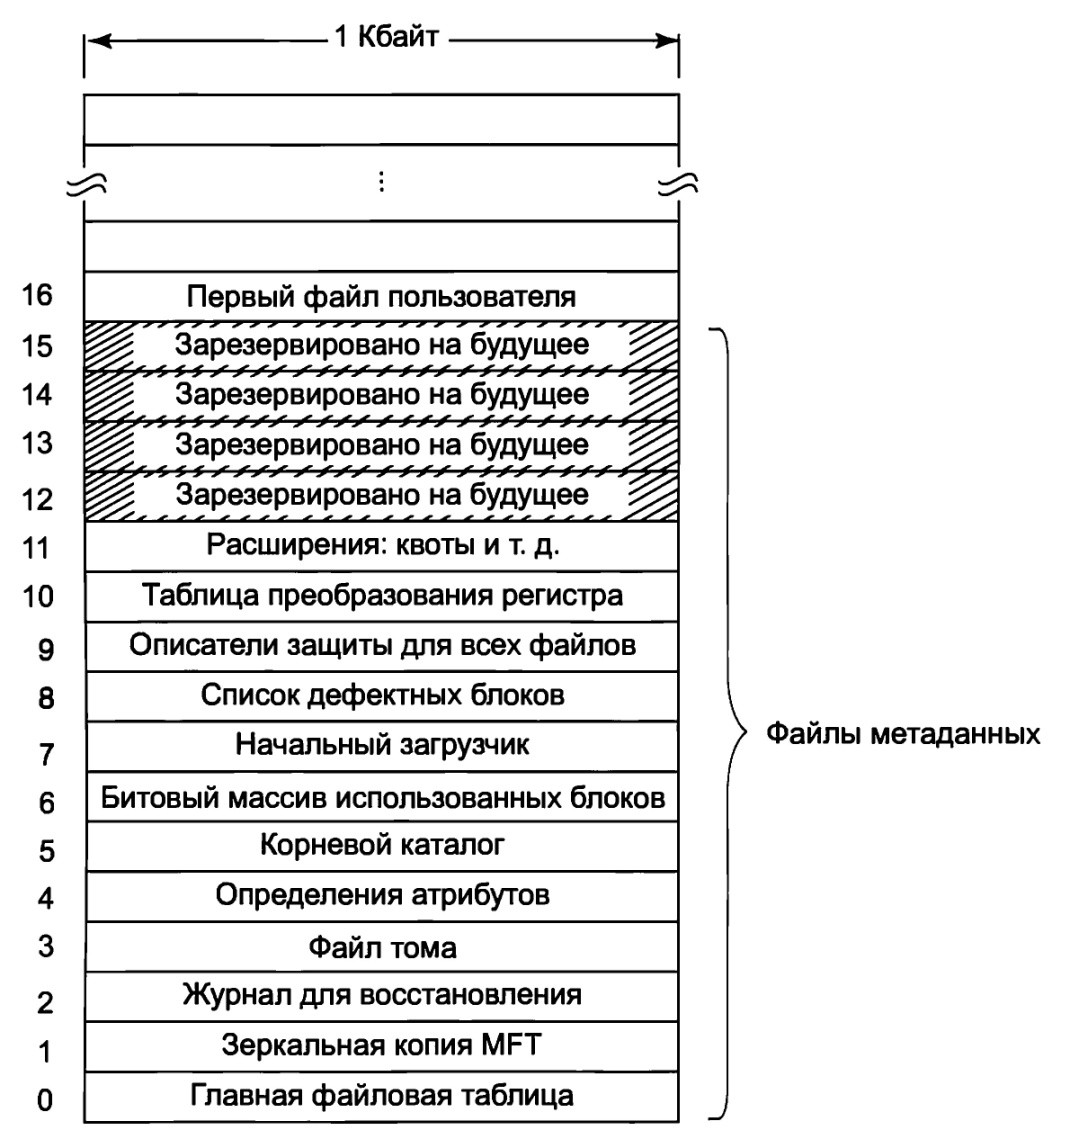 1 Кбайт
⋮
16 Первый файл пользователя
15 Зарезервировано на будущее
14 Зарезервировано на будущее
13 Зарезервировано на будущее
12 Зарезервировано на будущее
11 Расширения: квоты и т. д.
10 Таблица преобразования регистра
9 Описатели защиты для всех файлов
8 Список дефектных блоков
7 Начальный загрузчик
Файлы метаданных
6 Битовый массив использованных блоков
5 Корневой каталог
4 Определения атрибутов
3 Файл тома
2 Журнал для восстановления
1 Зеркальная копия MFT
0 Главная файловая таблица